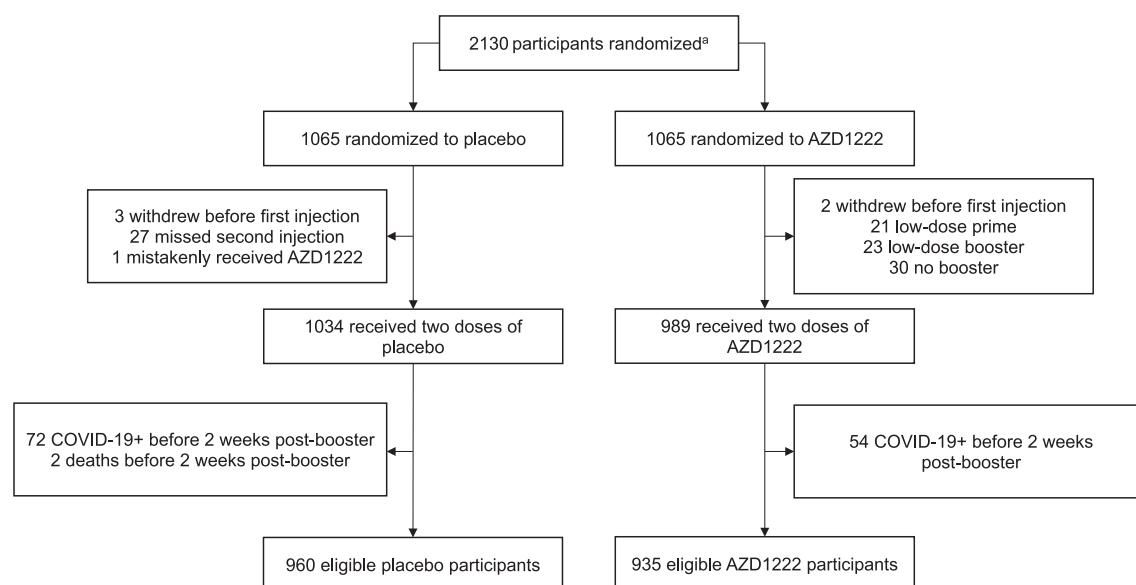 2130 participants randomizedᵃ
1065 randomized to placebo
1065 randomized to AZD1222
3 withdrew before first injection
27 missed second injection
1 mistakenly received AZD1222
2 withdrew before first injection
21 low-dose prime
23 low-dose booster
30 no booster
1034 received two doses of
placebo
989 received two doses of
AZD1222
72 COVID-19+ before 2 weeks post-booster
2 deaths before 2 weeks post-booster
54 COVID-19+ before 2 weeks
post-booster
960 eligible placebo participants
935 eligible AZD1222 participants